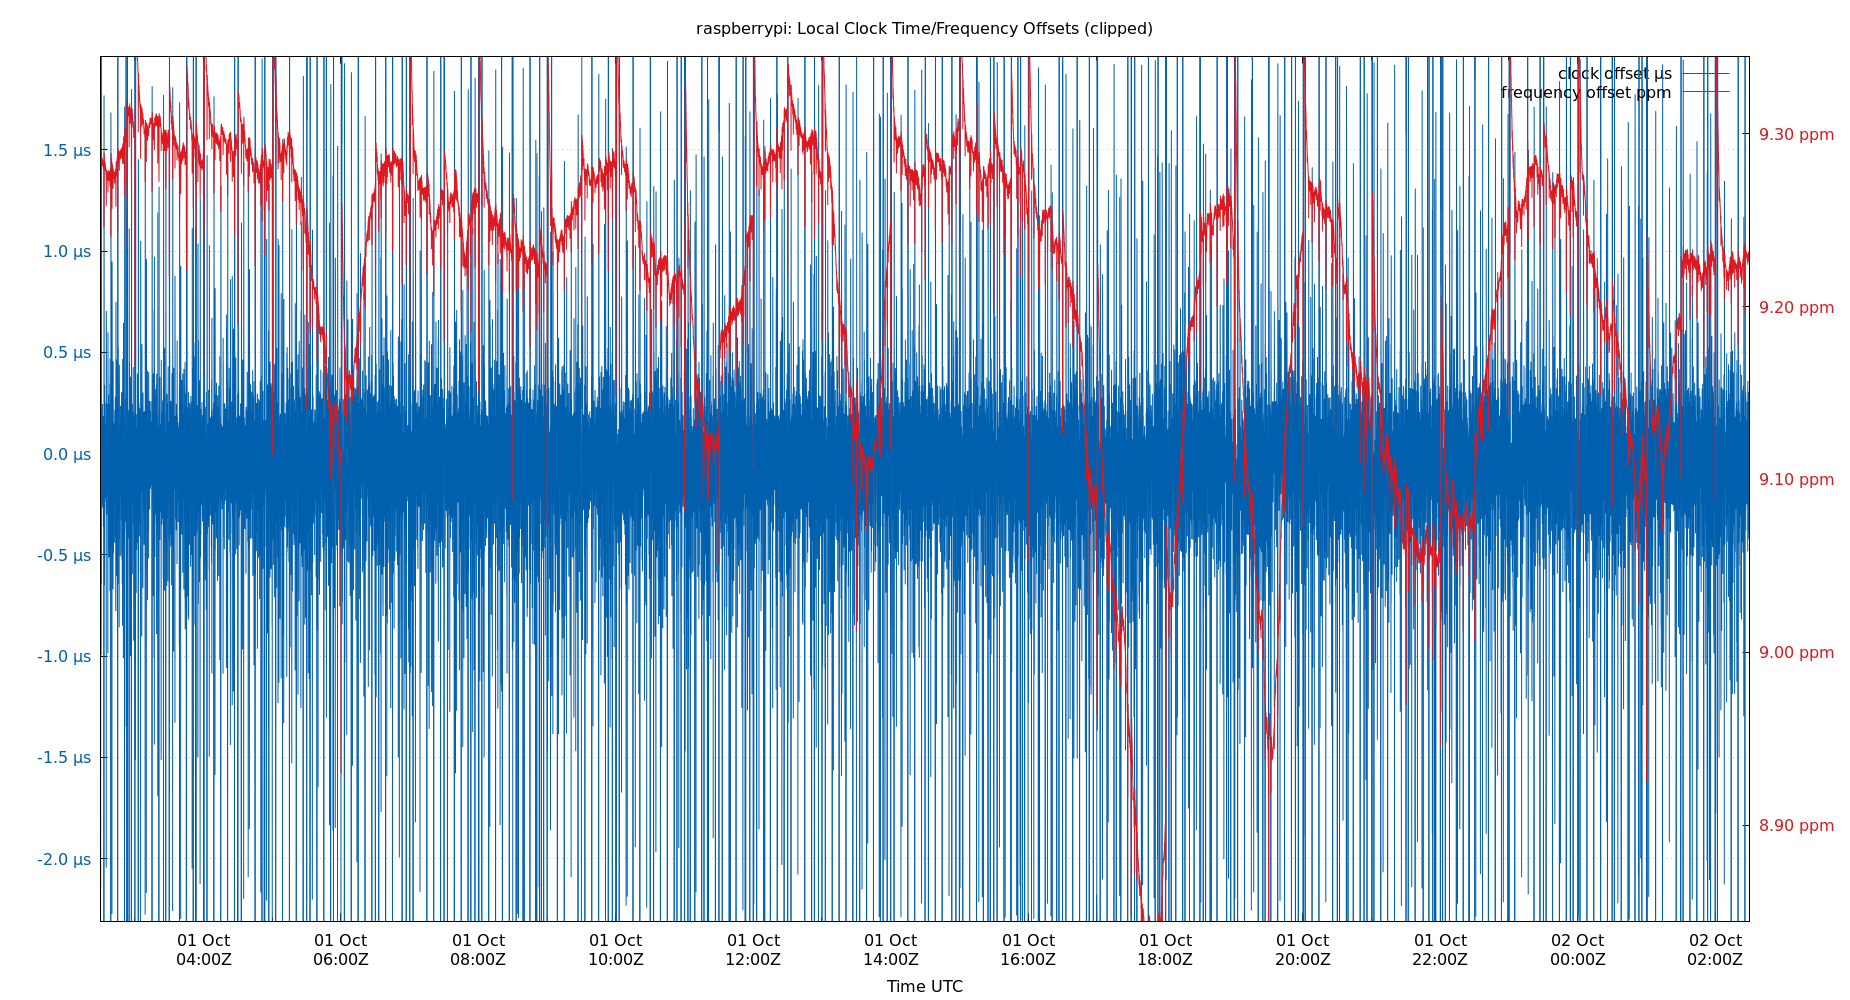 raspberrypi: Local Clock Time/Frequency Offsets (clipped)
clock offset µs
frequency offset ppm
1.5 µs
1.0 µs
0.5 µs
0.0 µs
-0.5 µs
-1.0 µs
-1.5 µs
-2.0 µs
9.30 ppm
9.20 ppm
9.10 ppm
9.00 ppm
8.90 ppm
01 Oct 01 Oct 01 Oct 01 Oct 01 Oct 01 Oct 01 Oct 01 Oct 01 Oct 01 Oct 02 Oct 02 Oct
04:00Z 06:00Z 08:00Z 10:00Z 12:00Z 14:00Z 16:00Z 18:00Z 20:00Z 22:00Z 00:00Z 02:00Z
Time UTC